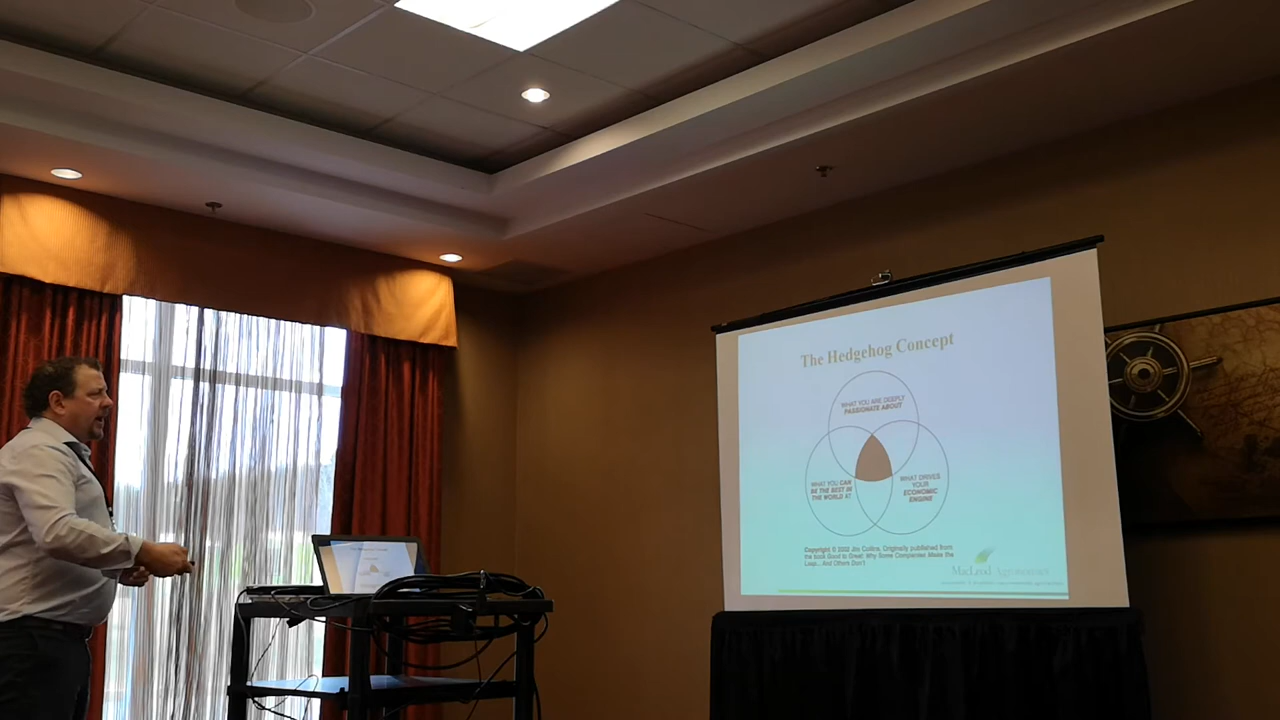 The Hedgehog Concept
WHAT YOU ARE DEEPLY
PASSIONATE ABOUT
WHAT YOU CAN
BE THE BEST IN
THE WORLD AT
WHAT DRIVES
YOUR
ECONOMIC
ENGINE
Copyright © 2002 Jim Collins. Originally published from
the book Good to Great: Why Some Companies Make the
Leap... And Others Don't
MacLeod Agronomics